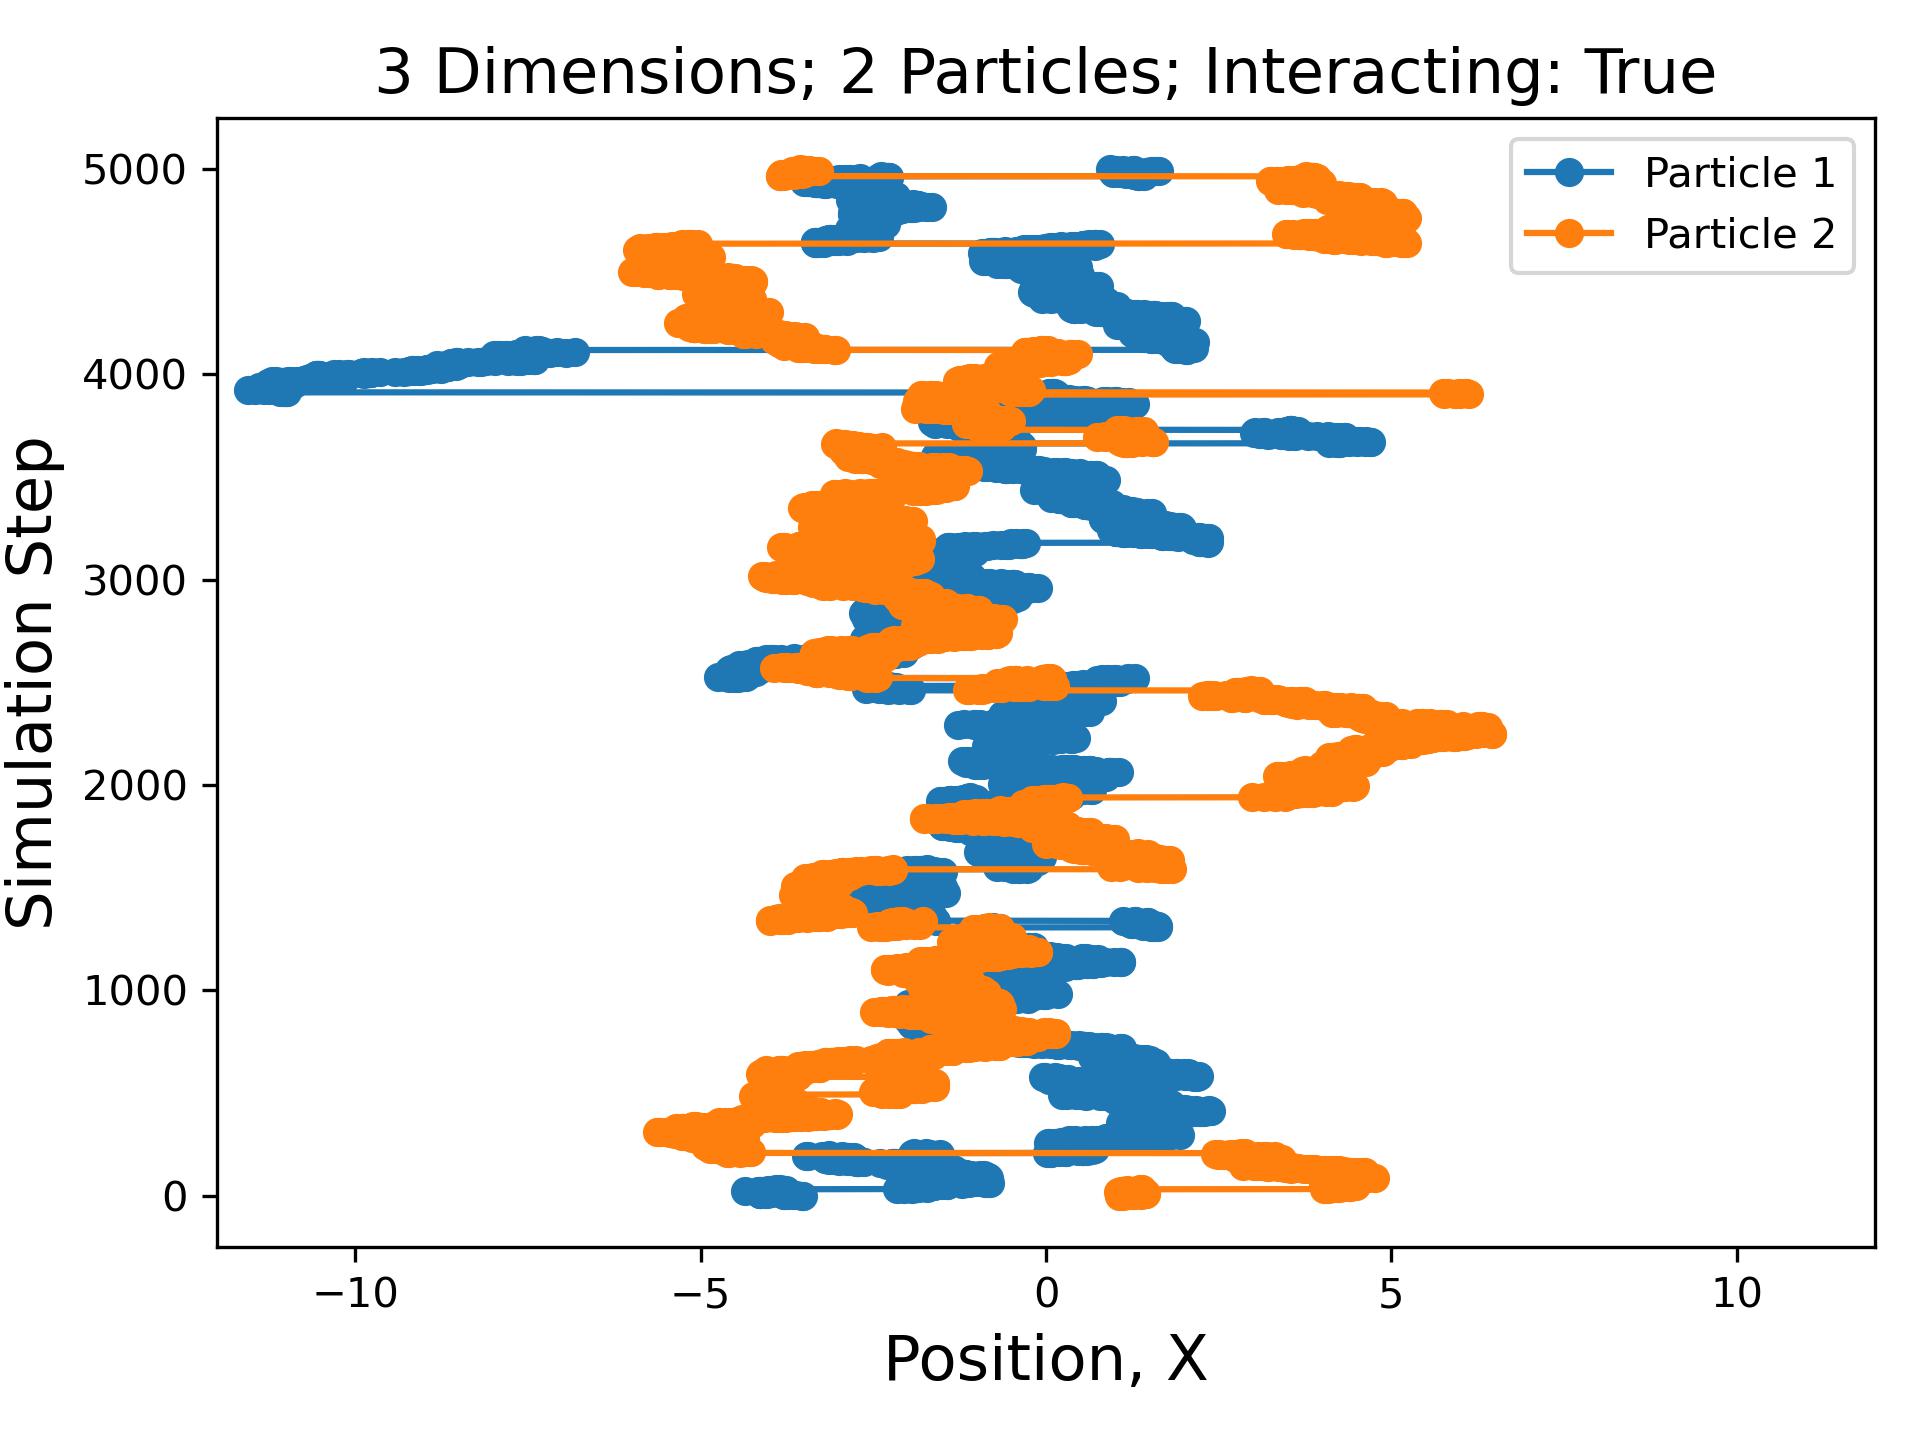 3 Dimensions; 2 Particles; Interacting: True
Particle 1
Particle 2
Simulation Step
5000
4000
3000
2000
1000
0
−10
−5
0
5
10
Position, X